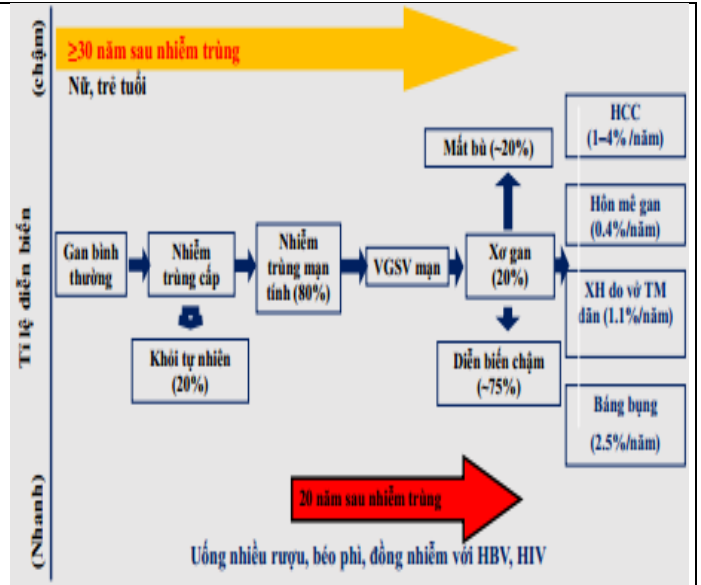 (chậm)
≥30 năm sau nhiễm trùng
Nữ, trẻ tuổi
Tỉ lệ diễn biến
Gan bình
thường
Nhiễm
trùng cấp
Khỏi tự nhiên
(20%)
Nhiễm
trùng mạn
tính (80%)
VGSV mạn
Mất bù (~20%)
Xơ gan
(20%)
Diễn biến chậm
(~75%)
HCC
(1–4% /năm)
Hôn mê gan
(0.4%/năm)
XH do vỡ TM
dãn (1.1%/năm)
Báng bụng
(2.5%/năm)
(Nhanh)
20 năm sau nhiễm trùng
Uống nhiều rượu, béo phì, đồng nhiễm với HBV, HIV